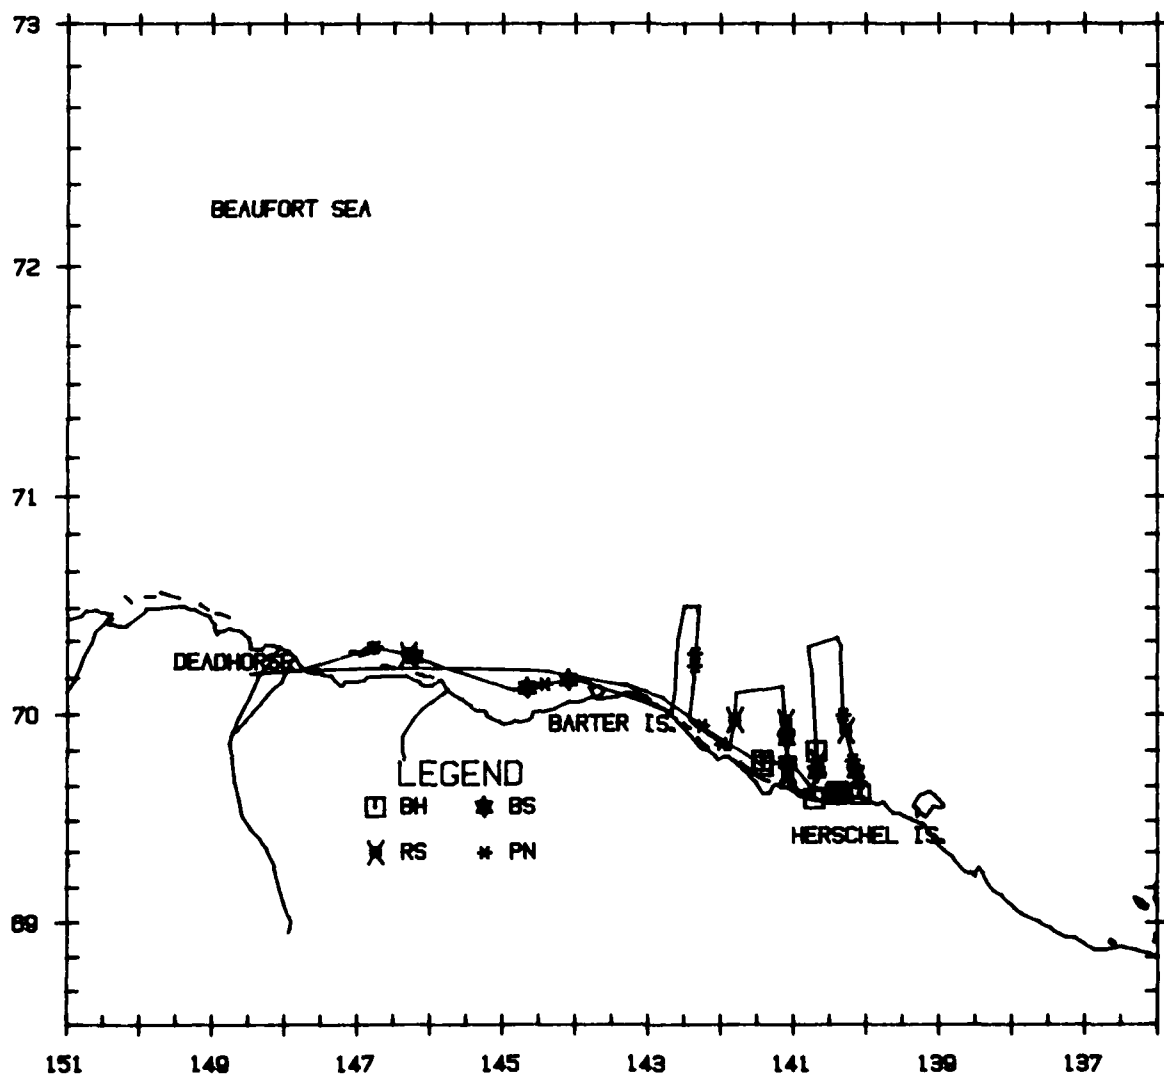 73
BEAUFORT SEA
72
71
DEADHORSE
70
BARTER IS.
LEGEND
BH BS
RS PN
HERSCHEL IS.
69
151 149 147 145 143 141 139 137